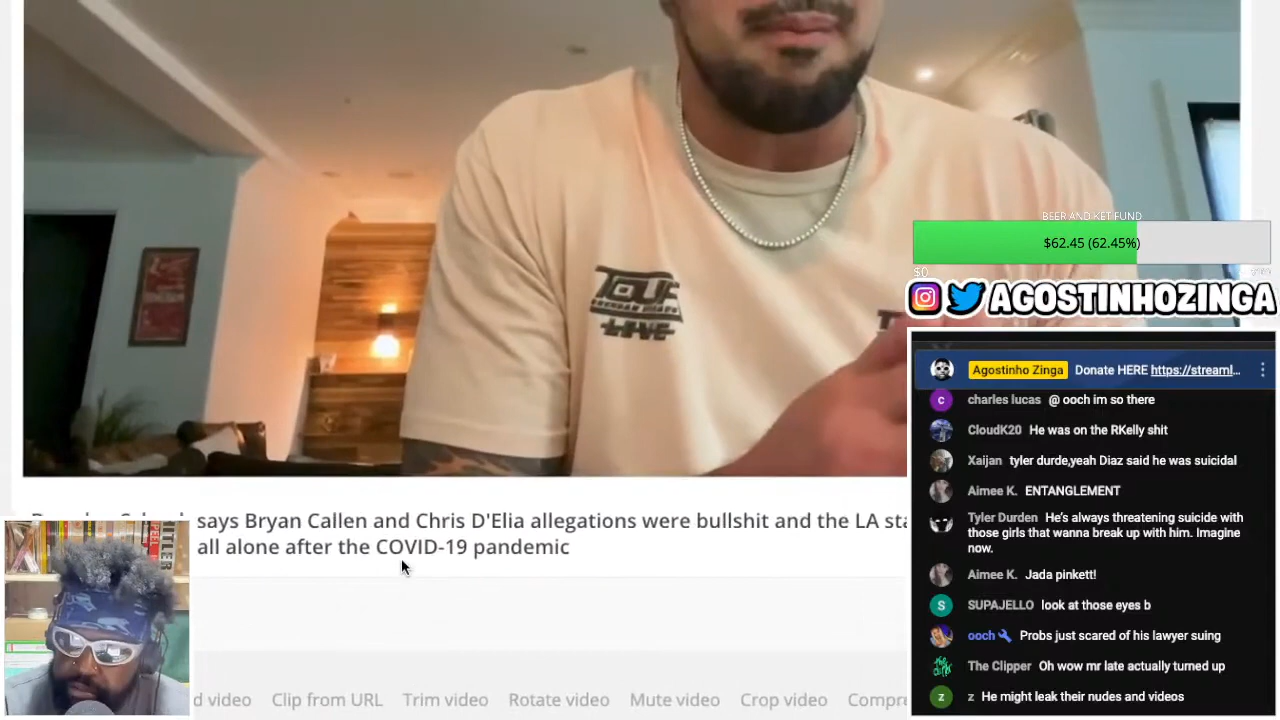 BEER AND KET FUND
$62.45 (62.45%)
$0
AGOSTINHOZINGA
TOUF
LIVE
Agostinho Zinga Donate HERE https://streaml...
charles lucas @ ooch im so there
CloudK20 He was on the RKelly shit
Xaijan tyler durde,yeah Diaz said he was suicidal
Aimee K. ENTANGLEMENT
Tyler Durden He's always threatening suicide with
those girls that wanna break up with him. Imagine
now.
Aimee K. Jada pinkett!
SUPAJELLO look at those eyes b
ooch Probs just scared of his lawyer suing
The Clipper Oh wow mr late actually turned up
z He might leak their nudes and videos
says Bryan Callen and Chris D'Elia allegations were bullshit and the LA sta
all alone after the COVID-19 pandemic
d video Clip from URL Trim video Rotate video Mute video Crop video Compre